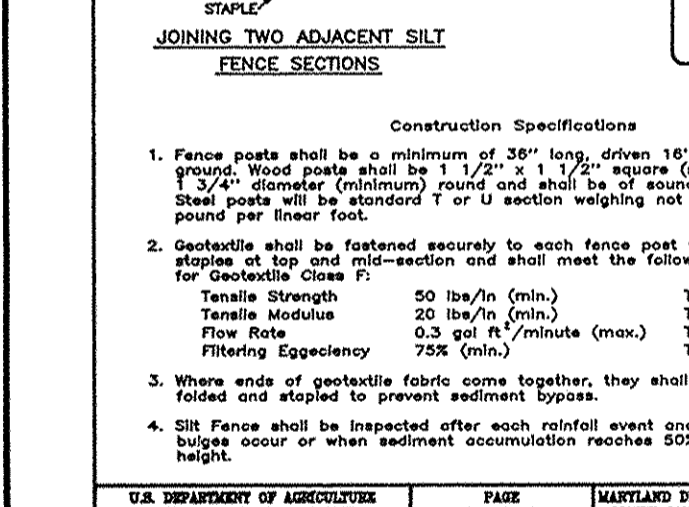 STAPLE
JOINING TWO ADJACENT SILT
FENCE SECTIONS
Construction Specifications
1. Fence posts shall be a minimum of 36" long, driven 16"
ground. Wood posts shall be 1 1/2" x 1 1/2" square (
1 3/4" diameter (minimum) round and shall be of sound
Steel posts will be standard T or U section weighing not
pound per linear foot.
2. Geotextile shall be fastened securely to each fence post
staples at top and mid-section and shall meet the follow
for Geotextile Class F:
Tensile Strength 50 lbs/in (min.) T
Tensile Modulus 20 lbs/in (min.) T
Flow Rate 0.3 gal ft²/minute (max.) T
Filtering Eggeciency 75% (min.) T
3. Where ends of geotextile fabric come together, they shall
folded and stapled to prevent sediment bypass.
4. Silt Fence shall be inspected after each rainfall event and
bulges occur or when sediment accumulation reaches 50%
height.
U.S. DEPARTMENT OF AGRICULTURE PAGE MARYLAND D